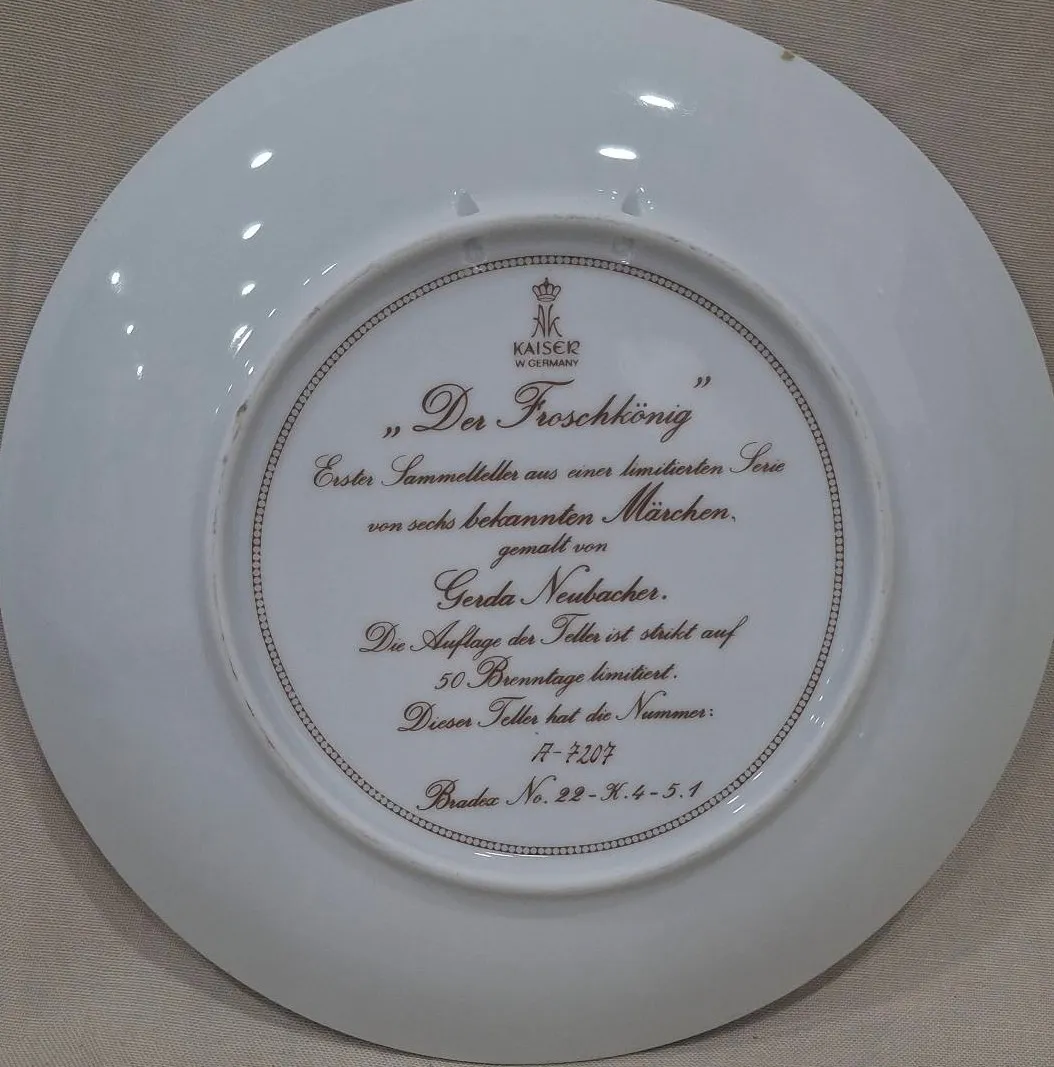 AK
KAISER
W. GERMANY
„Der Froschkönig”
Erster Sammelteller aus einer limitierten Serie
von sechs bekannten Märchen,
gemalt von
Gerda Neubacher.
Die Auflage der Teller ist strikt auf
50 Brenntage limitiert.
Dieser Teller hat die Nummer:
A-7207
Bradex No. 22-K.4-5.1